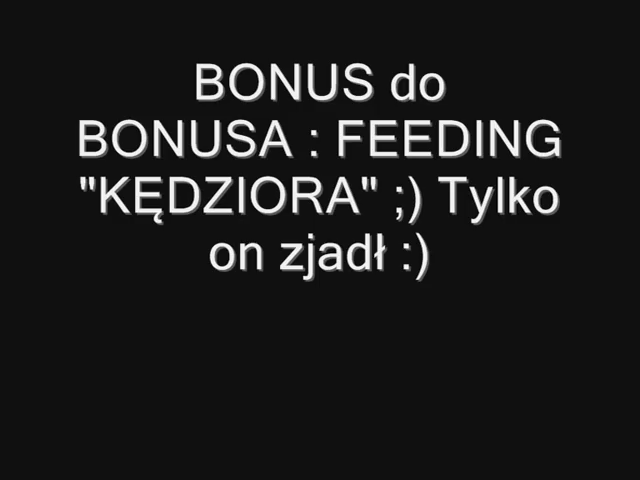 BONUS do
BONUSA : FEEDING
"KĘDZIORA" ;) Tylko
on zjadł :)